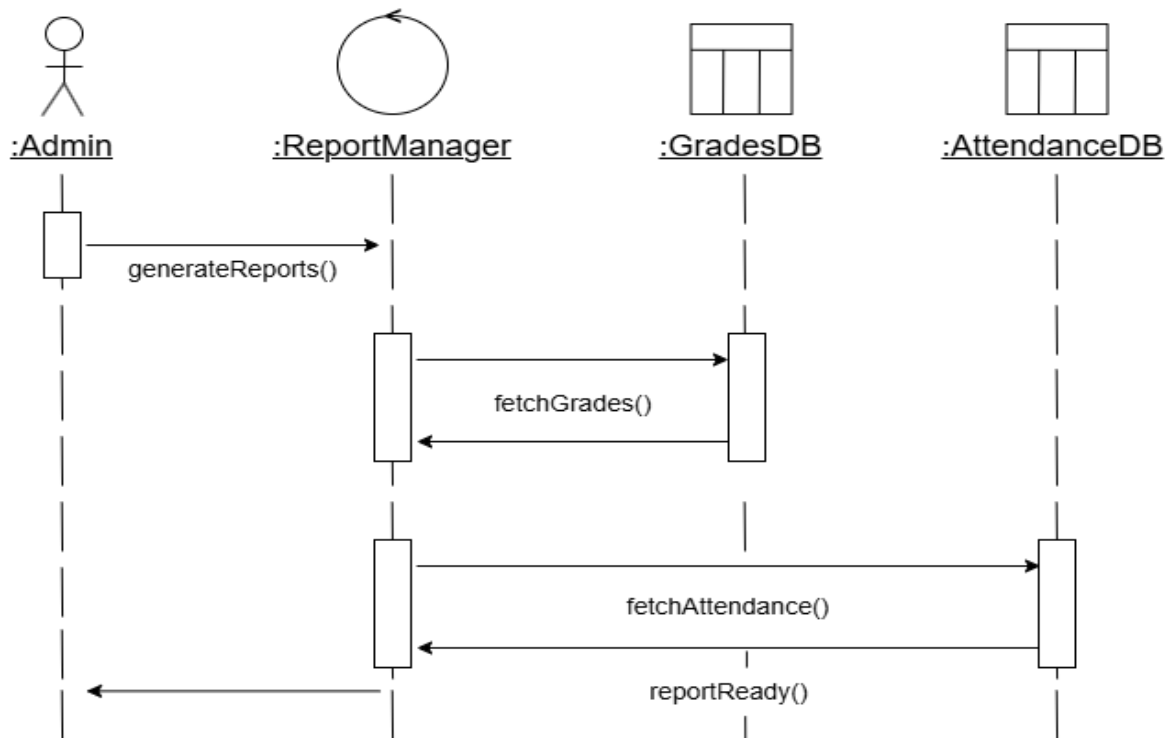 :Admin
:ReportManager
:GradesDB
:AttendanceDB
generateReports()
fetchGrades()
fetchAttendance()
reportReady()